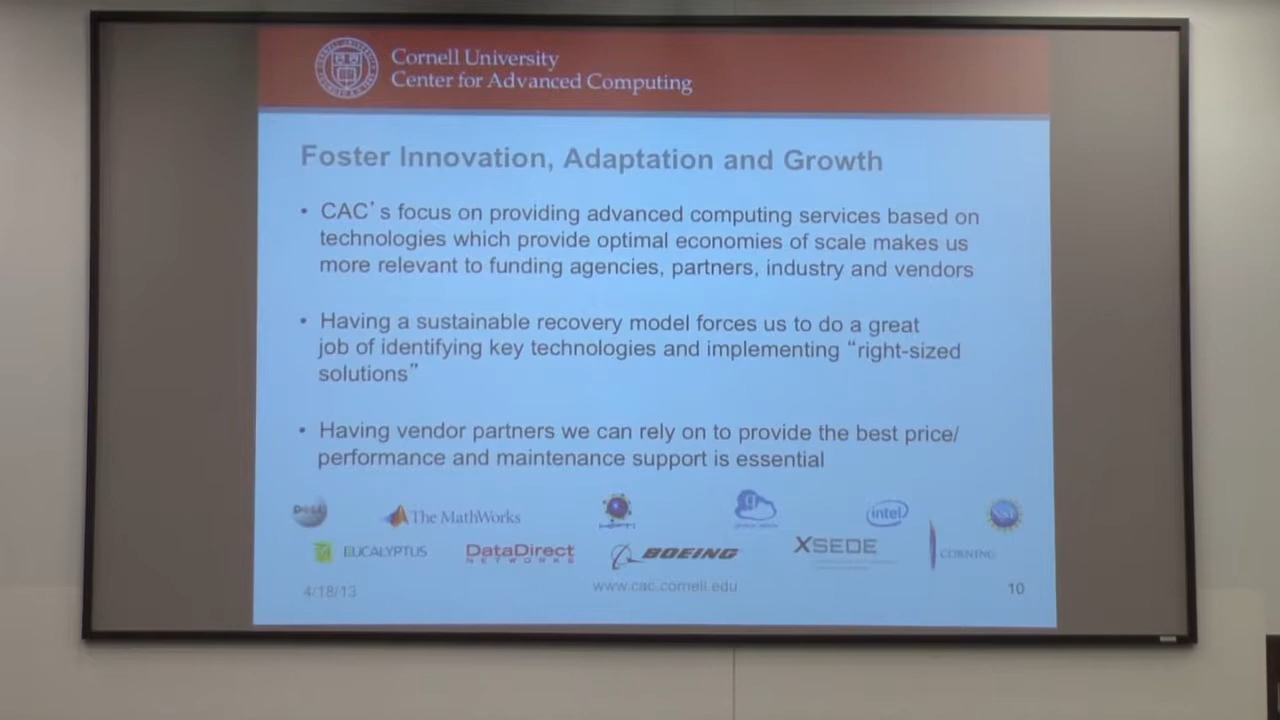 Cornell University
Center for Advanced Computing
Foster Innovation, Adaptation and Growth
• CAC's focus on providing advanced computing services based on
technologies which provide optimal economies of scale makes us
more relevant to funding agencies, partners, industry and vendors
• Having a sustainable recovery model forces us to do a great
job of identifying key technologies and implementing “right-sized
solutions”
• Having vendor partners we can rely on to provide the best price/
performance and maintenance support is essential
DELL
The MathWorks
intel
NSF
EUCALYPTUS
DataDirect
NETWORKS
BOEING
XSEDE
CORNING
4/18/13
www.cac.cornell.edu
10